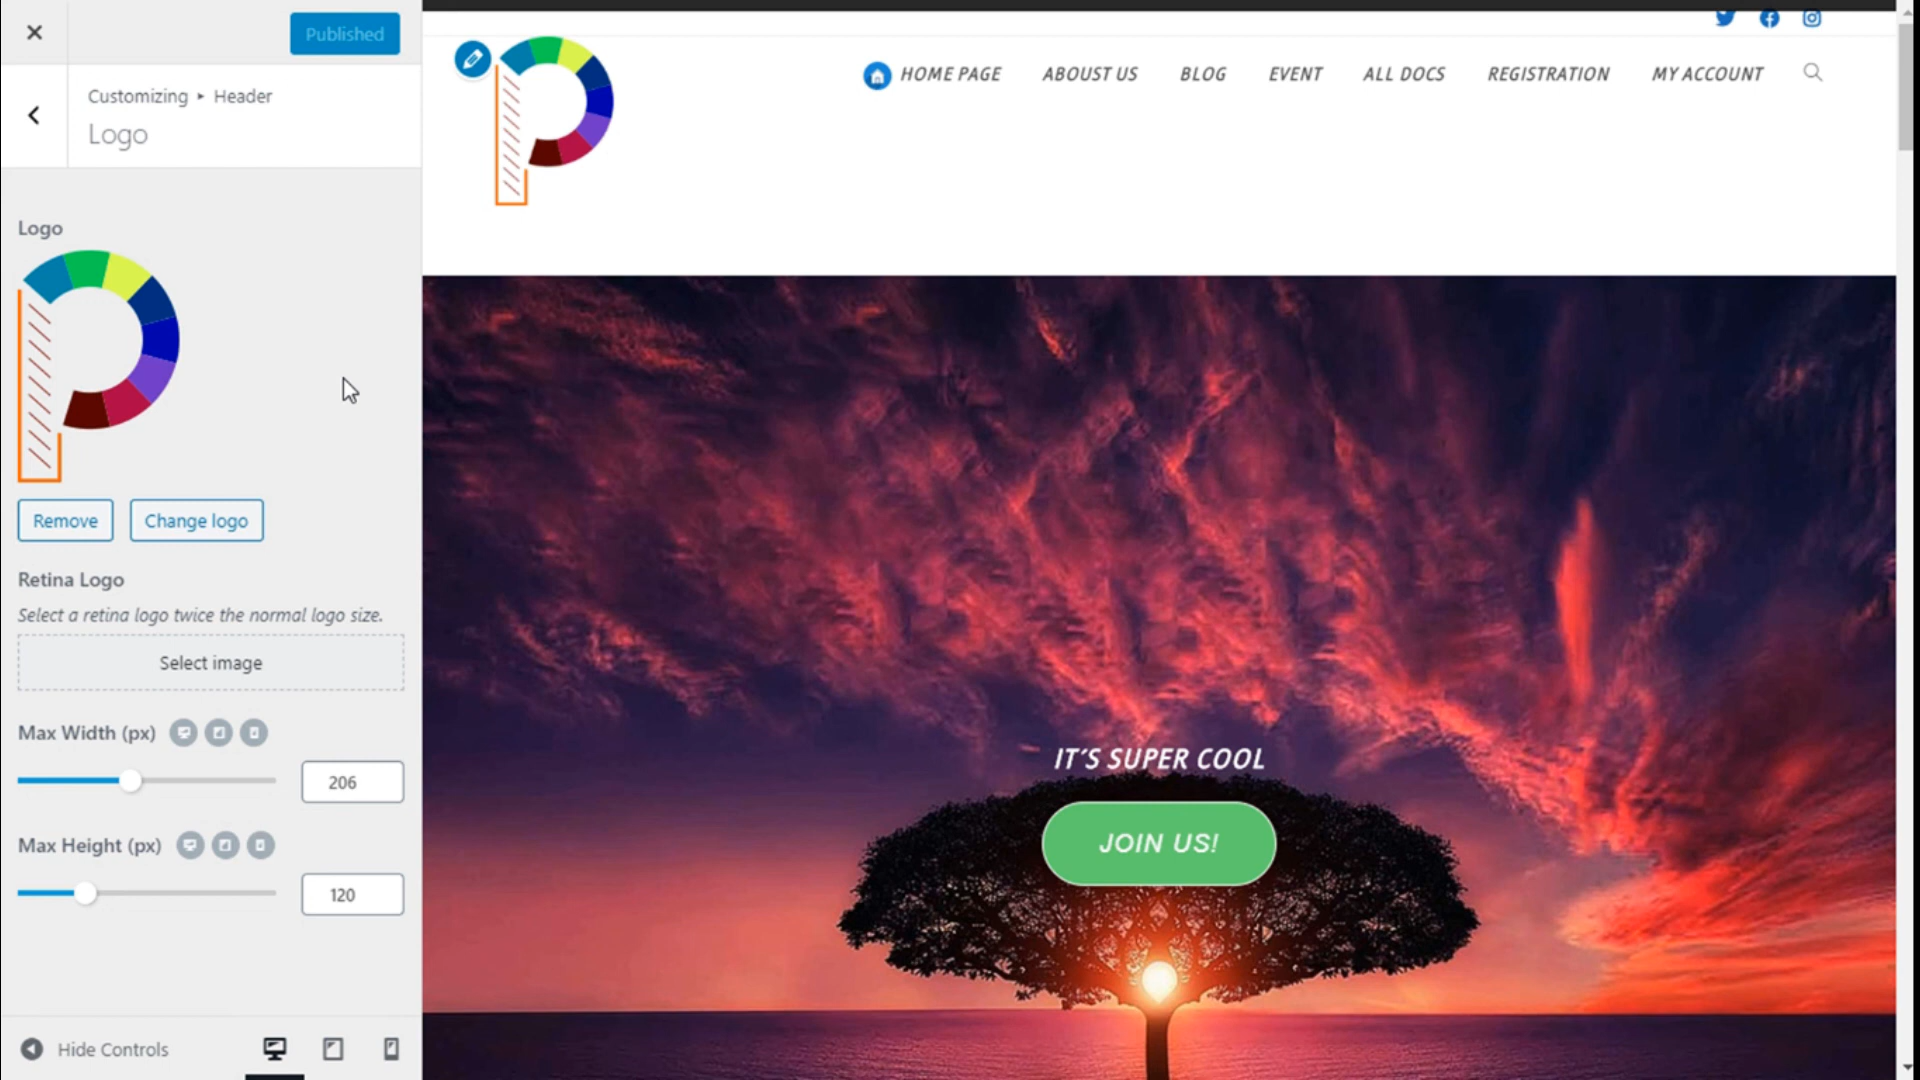 Published
Customizing ▸ Header
Logo
Logo
Remove
Change logo
Retina Logo
Select a retina logo twice the normal logo size.
Select image
Max Width (px)
206
Max Height (px)
120
Hide Controls
HOME PAGE
ABOUST US
BLOG
EVENT
ALL DOCS
REGISTRATION
MY ACCOUNT
IT'S SUPER COOL
JOIN US!